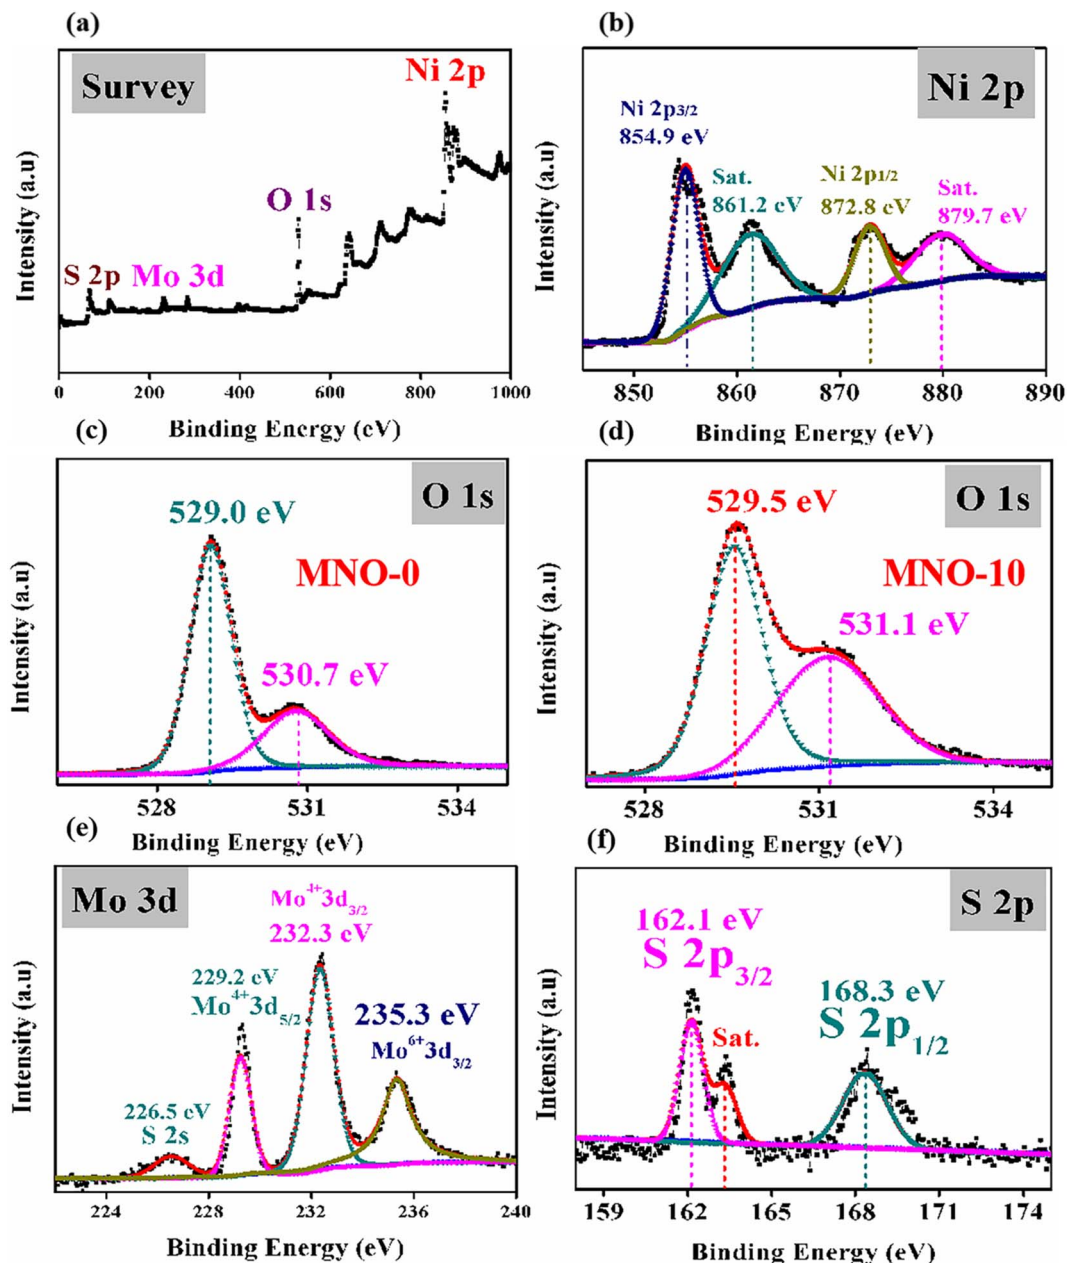 (a)
Survey
Ni 2p
O 1s
S 2p
Mo 3d
Intensity (a.u)
0
200
400
600
800
1000
Binding Energy (eV)
(b)
Ni 2p
Ni 2p3/2
854.9 eV
Sat.
861.2 eV
Ni 2p1/2
872.8 eV
Sat.
879.7 eV
Intensity (a.u)
850
860
870
880
890
Binding Energy (eV)
(c)
O 1s
529.0 eV
MNO-0
530.7 eV
Intensity (a.u)
528
531
534
Binding Energy (eV)
(d)
O 1s
529.5 eV
MNO-10
531.1 eV
Intensity (a.u)
528
531
534
Binding Energy (eV)
(e)
Mo 3d
Mo4+3d3/2
232.3 eV
229.2 eV
Mo4+3d5/2
235.3 eV
Mo6+3d3/2
226.5 eV
S 2s
Intensity (a.u)
224
228
232
236
240
Binding Energy (eV)
(f)
S 2p
162.1 eV
S 2p3/2
Sat.
168.3 eV
S 2p1/2
Intensity (a.u)
159
162
165
168
171
174
Binding Energy (eV)